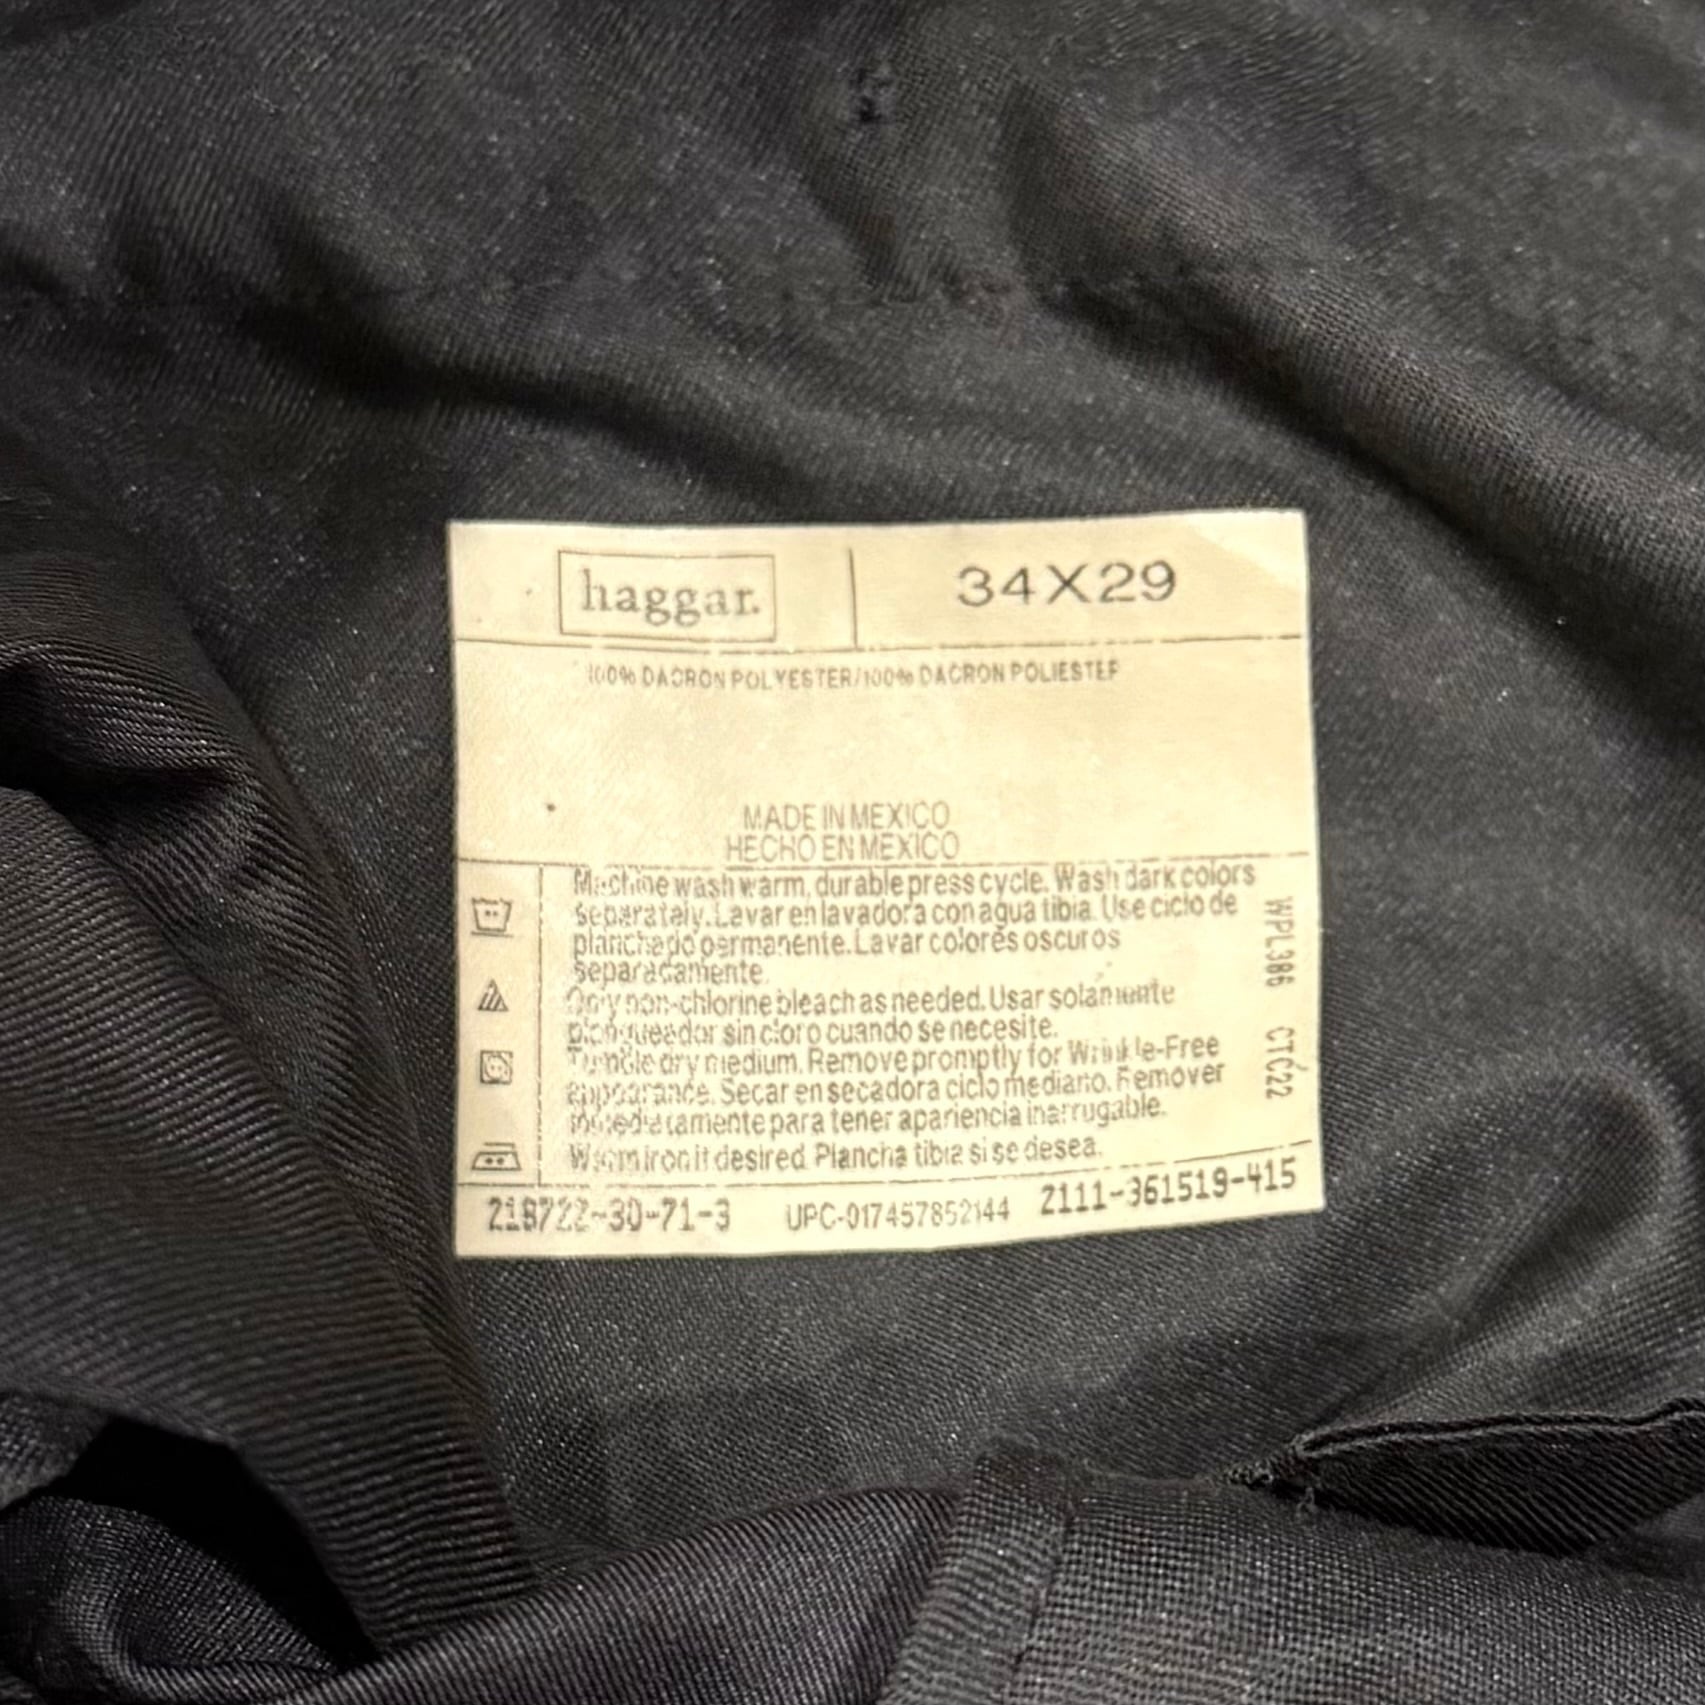 haggar.
34X29
100% DACRON POLYESTER/100% DACRON POLIESTER
MADE IN MEXICO
HECHO EN MEXICO
Machine wash warm, durable press cycle. Wash dark colors
separately. Lavar en lavadora con agua tibia. Use ciclo de
planchado permanente. Lavar colores oscuros
separadamente.
Only non-chlorine bleach as needed. Usar solamente
blanqueador sin cloro cuando se necesite.
Tumble dry medium. Remove promptly for Wrinkle-Free
appearance. Secar en secadora ciclo mediano. Remover
inmediatamente para tener apariencia inarrugable.
Warm iron if desired. Plancha tibia si se desea.
WPL386 CTC22
218722-30-71-3 UPC-017457852144 2111-361519-415